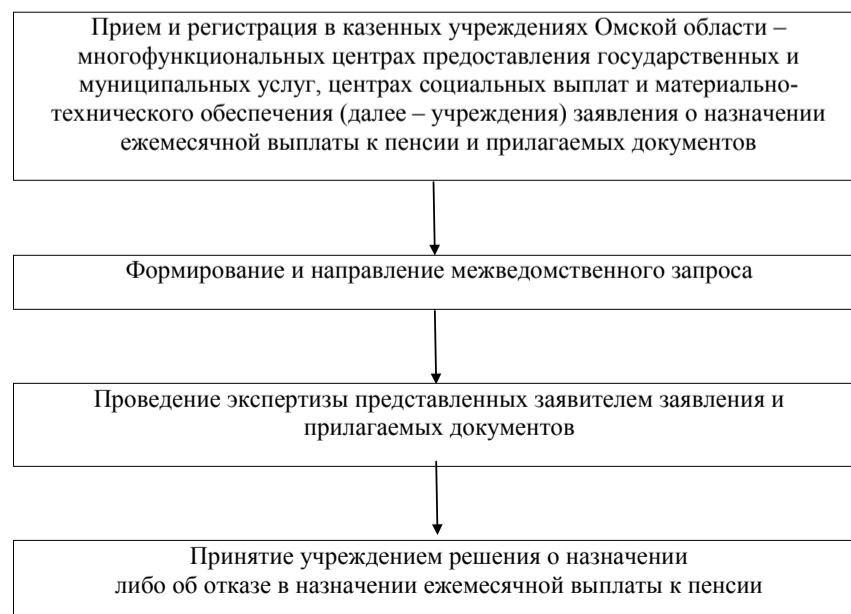 Прием и регистрация в казенных учреждениях Омской области –
многофункциональных центрах предоставления государственных и
муниципальных услуг, центрах социальных выплат и материально-
технического обеспечения (далее – учреждения) заявления о назначении
ежемесячной выплаты к пенсии и прилагаемых документов
Формирование и направление межведомственного запроса
Проведение экспертизы представленных заявителем заявления и
прилагаемых документов
Принятие учреждением решения о назначении
либо об отказе в назначении ежемесячной выплаты к пенсии